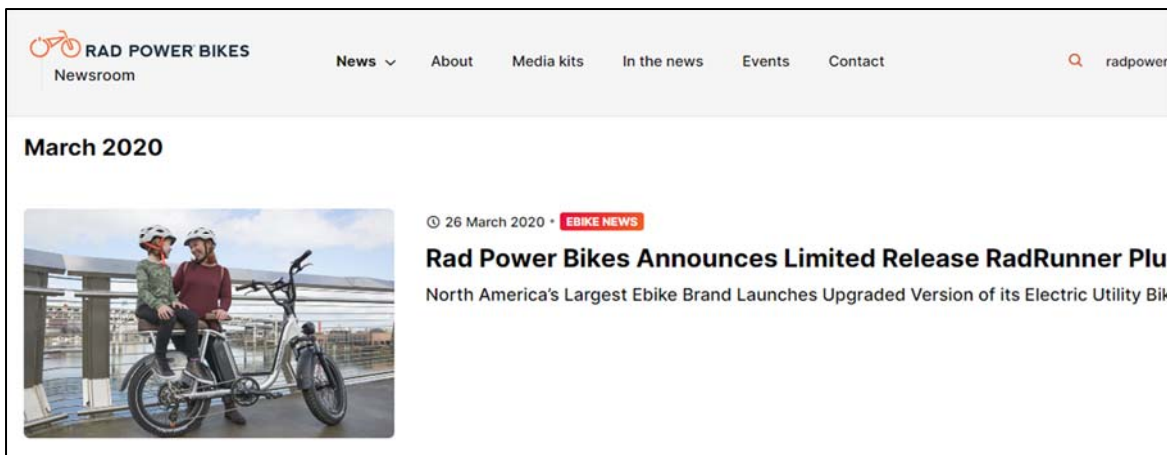 RAD POWER BIKES
Newsroom
News About Media kits In the news Events Contact radpower
March 2020
26 March 2020 • EBIKE NEWS
Rad Power Bikes Announces Limited Release RadRunner Plu
North America's Largest Ebike Brand Launches Upgraded Version of its Electric Utility Bik